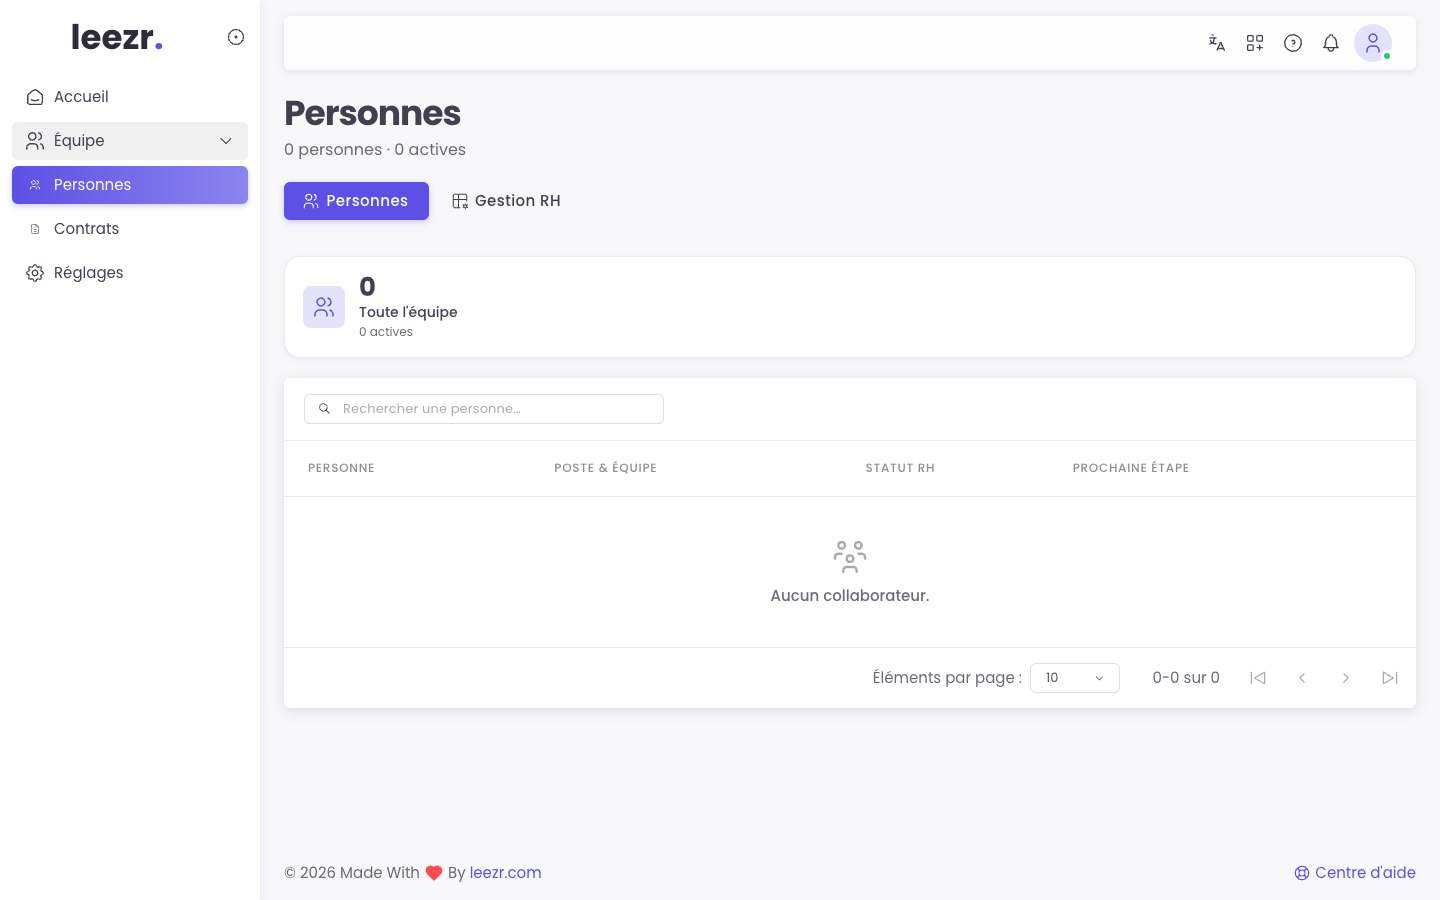 leezr.
Accueil
Équipe
Personnes
Contrats
Réglages
Personnes
0 personnes · 0 actives
Personnes
Gestion RH
0
Toute l'équipe
0 actives
Rechercher une personne...
PERSONNE
POSTE & ÉQUIPE
STATUT RH
PROCHAINE ÉTAPE
Aucun collaborateur.
Éléments par page :
10
0-0 sur 0
© 2026 Made With By leezr.com
Centre d'aide